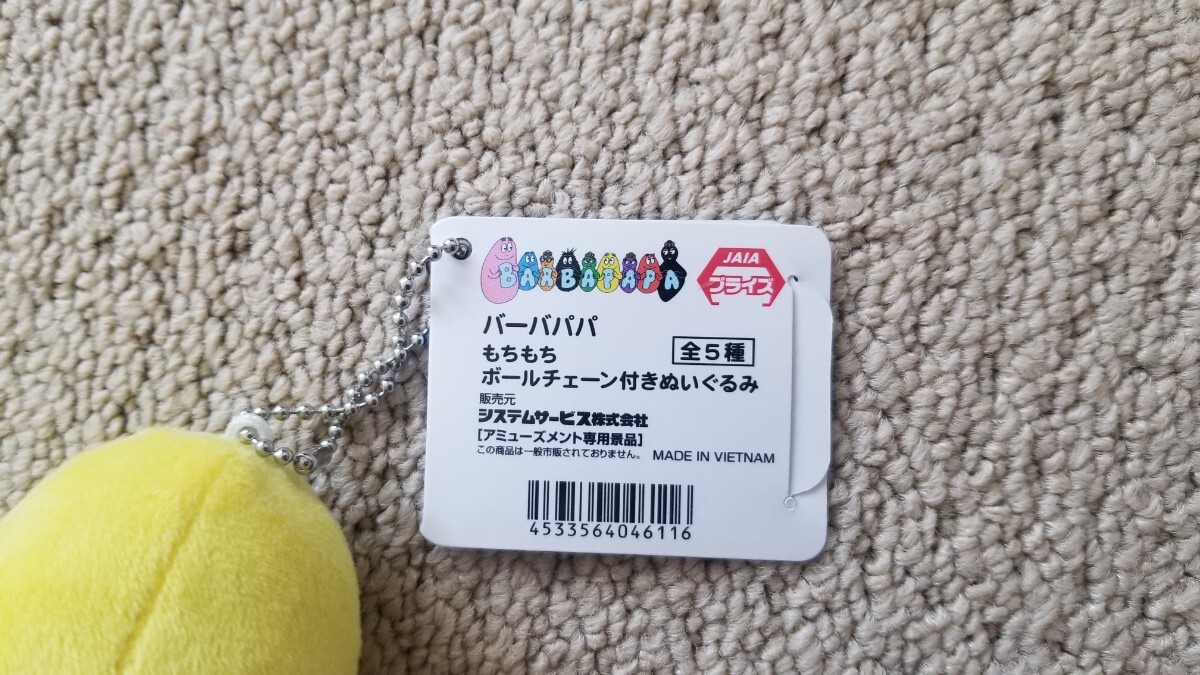 BARBAPAPA
JAIA
プライズ
バーバパパ
もちもち
全5種
ボールチェーン付きぬいぐるみ
販売元
システムサービス株式会社
[アミューズメント専用景品]
この商品は一般市販されておりません。 MADE IN VIETNAM
4533564046116